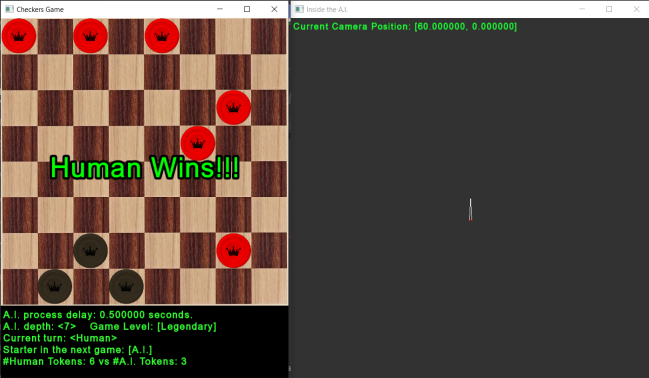 Checkers Game
Inside the A.I.
Current Camera Position: [60.000000, 0.000000]
Human Wins!!!
A.I. process delay: 0.500000 seconds.
A.I. depth: <7> Game Level: [Legendary]
Current turn: <Human>
Starter in the next game: [A.I.]
#Human Tokens: 6 vs #A.I. Tokens: 3